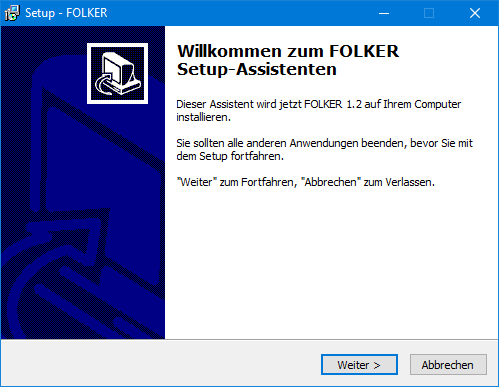 Setup - FOLKER
Willkommen zum FOLKER
Setup-Assistenten
Dieser Assistent wird jetzt FOLKER 1.2 auf Ihrem Computer
installieren.
Sie sollten alle anderen Anwendungen beenden, bevor Sie mit
dem Setup fortfahren.
"Weiter" zum Fortfahren, "Abbrechen" zum Verlassen.
Weiter >
Abbrechen